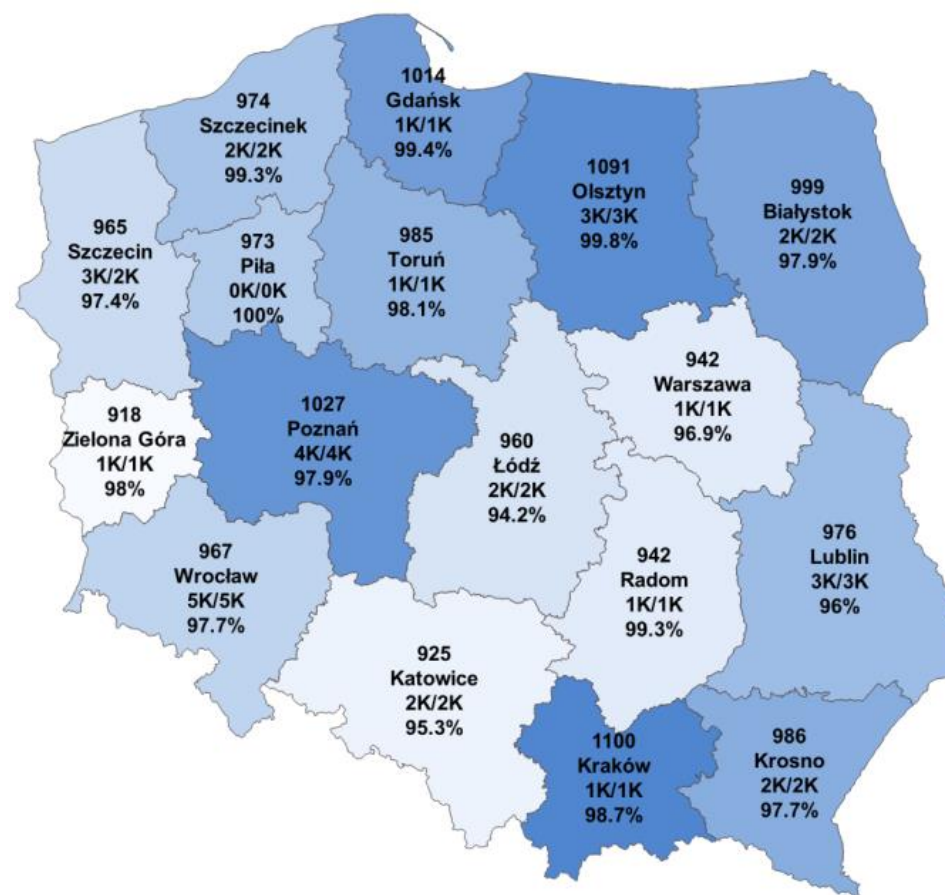 1014
Gdańsk
1K/1K
99.4%
974
Szczecinek
2K/2K
99.3%
1091
Olsztyn
3K/3K
99.8%
999
Białystok
2K/2K
97.9%
965
Szczecin
3K/2K
97.4%
973
Piła
0K/0K
100%
985
Toruń
1K/1K
98.1%
942
Warszawa
1K/1K
96.9%
918
Zielona Góra
1K/1K
98%
1027
Poznań
4K/4K
97.9%
960
Łódź
2K/2K
94.2%
976
Lublin
3K/3K
96%
967
Wrocław
5K/5K
97.7%
942
Radom
1K/1K
99.3%
925
Katowice
2K/2K
95.3%
1100
Kraków
1K/1K
98.7%
986
Krosno
2K/2K
97.7%